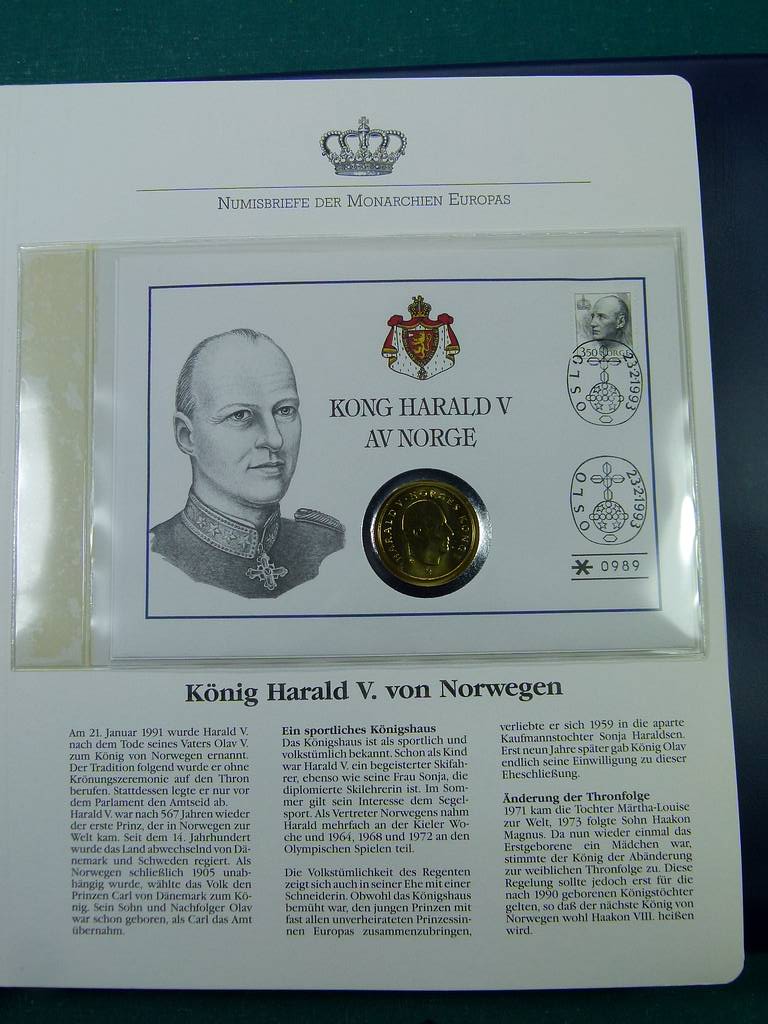 NUMISBRIEFE DER MONARCHIEN EUROPAS
KONG HARALD V
AV NORGE
350 NORGE
OSLO 23·2·1993
OSLO 23·2·1993
* 0989
HARALD V · NORGES KONGE
König Harald V. von Norwegen
Am 21. Januar 1991 wurde Harald V.
nach dem Tode seines Vaters Olav V.
zum König von Norwegen ernannt.
Der Tradition folgend wurde er ohne
Krönungszeremonie auf den Thron
berufen. Stattdessen legte er nur vor
dem Parlament den Amtseid ab.
Harald V. war nach 567 Jahren wieder
der erste Prinz, der in Norwegen zur
Welt kam. Seit dem 14. Jahrhundert
wurde das Land abwechselnd von Dä-
nemark und Schweden regiert. Als
Norwegen schließlich 1905 unab-
hängig wurde, wählte das Volk den
Prinzen Carl von Dänemark zum Kö-
nig. Sein Sohn und Nachfolger Olav
war schon geboren, als Carl das Amt
übernahm.
Ein sportliches Königshaus
Das Königshaus ist als sportlich und
volkstümlich bekannt. Schon als Kind
war Harald V. ein begeisterter Skifah-
rer, ebenso wie seine Frau Sonja, die
diplomierte Skilehrerin ist. Im Som-
mer gilt sein Interesse dem Segel-
sport. Als Vertreter Norwegens nahm
Harald mehrfach an der Kieler Wo-
che und 1964, 1968 und 1972 an den
Olympischen Spielen teil.
Die Volkstümlichkeit des Regenten
zeigt sich auch in seiner Ehe mit einer
Schneiderin. Obwohl das Königshaus
bemüht war, den jungen Prinzen mit
fast allen unverheirateten Prinzessin-
nen Europas zusammenzubringen,
verliebte er sich 1959 in die aparte
Kaufmannstochter Sonja Haraldsen.
Erst neun Jahre später gab König Olav
endlich seine Einwilligung zu dieser
Eheschließung.
Änderung der Thronfolge
1971 kam die Tochter Märtha-Louise
zur Welt, 1973 folgte Sohn Haakon
Magnus. Da nun wieder einmal das
Erstgeborene ein Mädchen war,
stimmte der König der Abänderung
zur weiblichen Thronfolge zu. Diese
Regelung sollte jedoch erst für die
nach 1990 geborenen Königstöchter
gelten, so daß der nächste König von
Norwegen wohl Haakon VIII. heißen
wird.